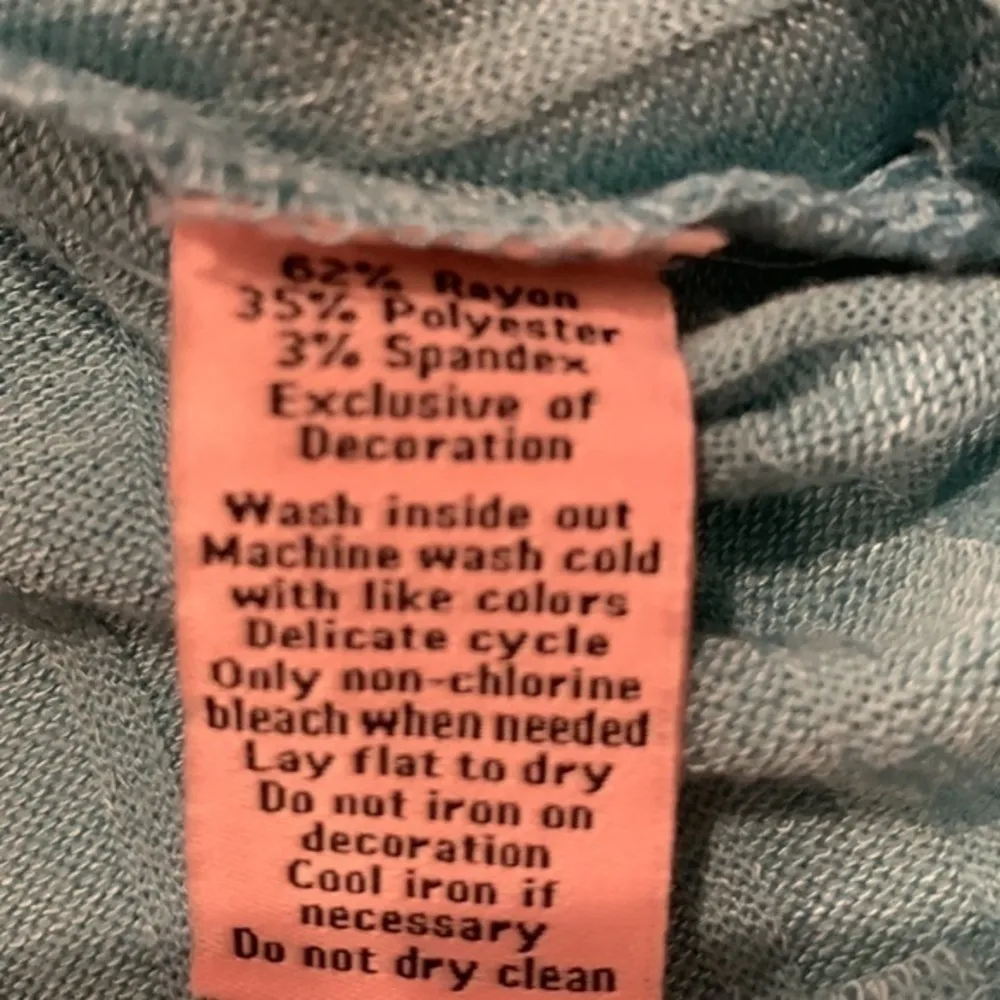 62% Rayon
35% Polyester
3% Spandex
Exclusive of
Decoration
Wash inside out
Machine wash cold
with like colors
Delicate cycle
Only non-chlorine
bleach when needed
Lay flat to dry
Do not iron on
decoration
Cool iron if
necessary
Do not dry clean